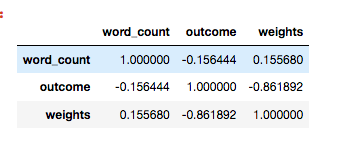 word_count outcome weights
word_count 1.000000 -0.156444 0.155680
outcome -0.156444 1.000000 -0.861892
weights 0.155680 -0.861892 1.000000